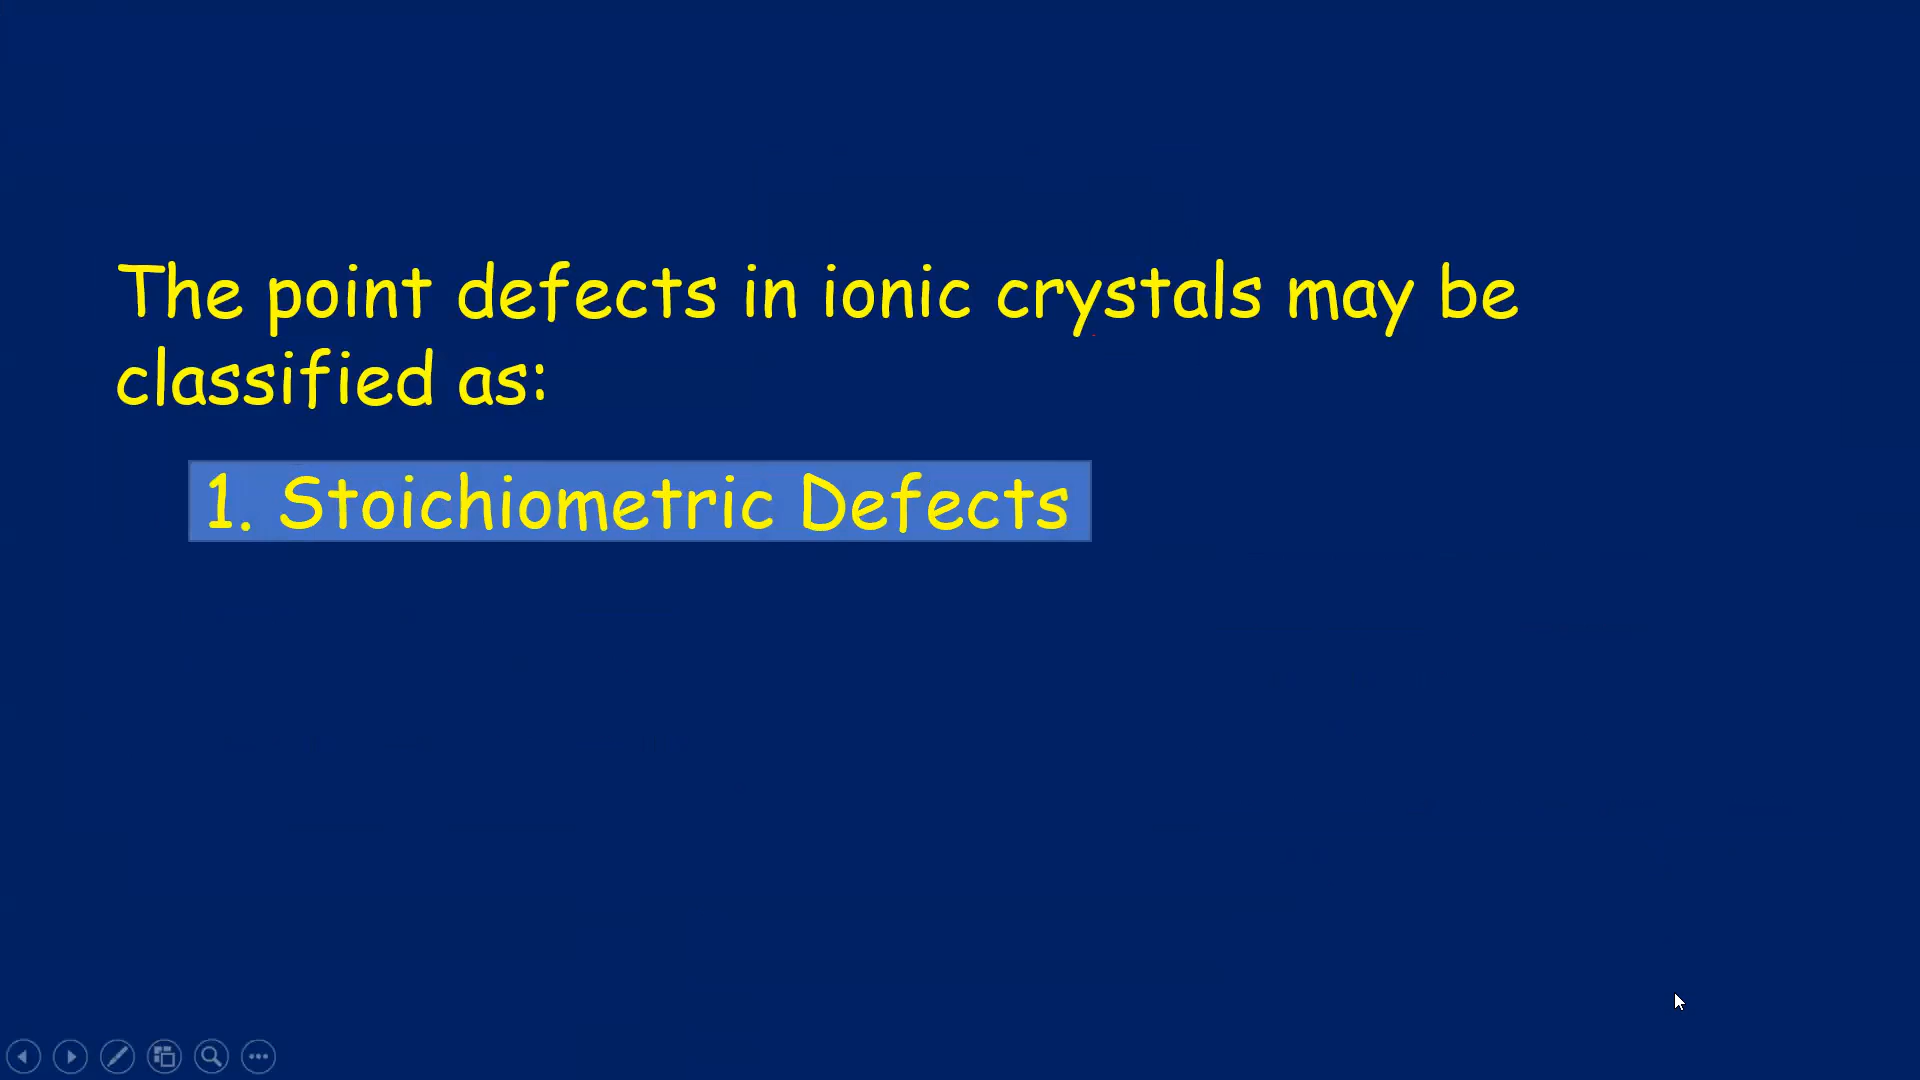 The point defects in ionic crystals may be
classified as:
1. Stoichiometric Defects